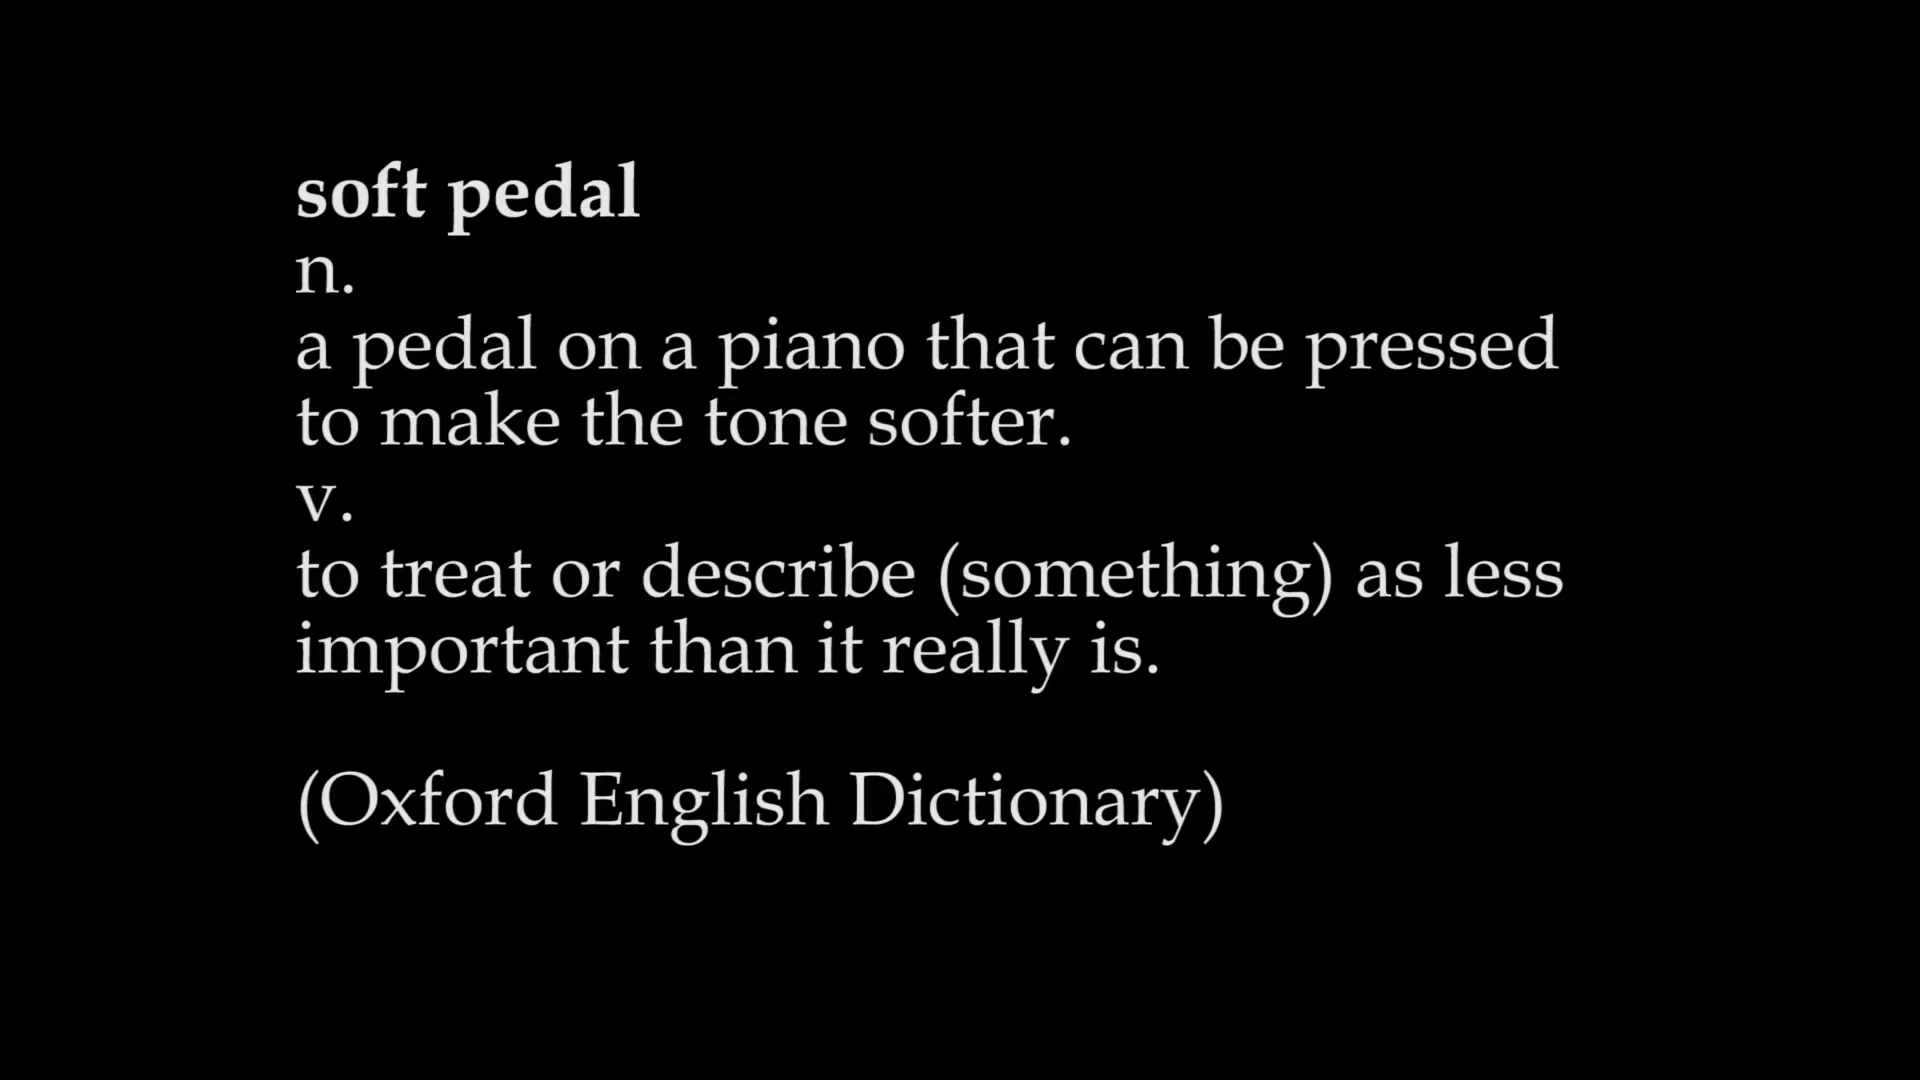 soft pedal
n.
a pedal on a piano that can be pressed
to make the tone softer.
v.
to treat or describe (something) as less
important than it really is.
(Oxford English Dictionary)